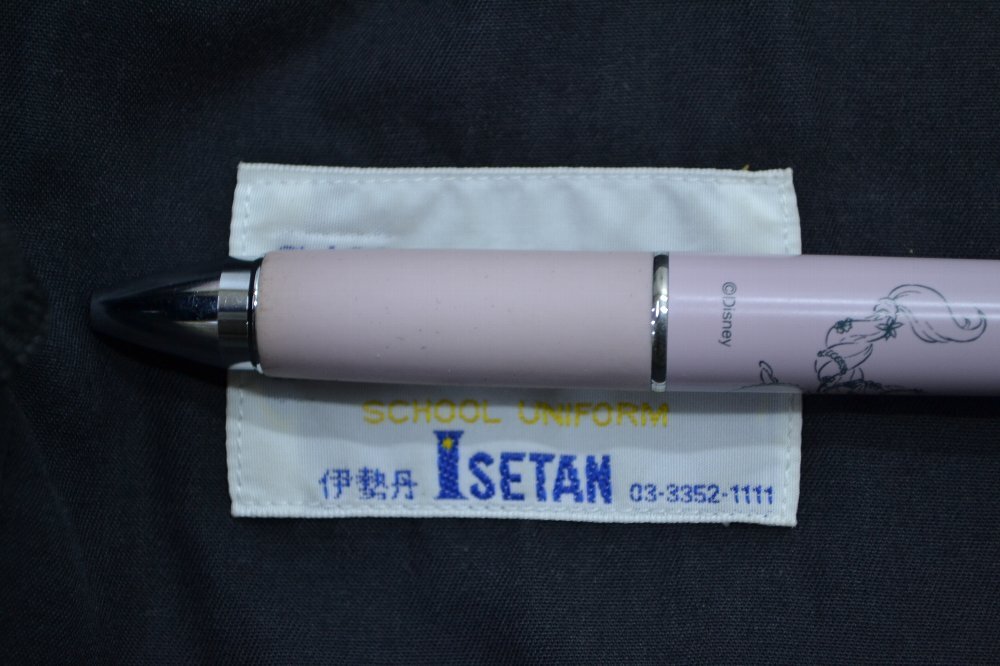 ©Disney
SCHOOL UNIFORM
伊勢丹 ISETAN 03-3352-1111